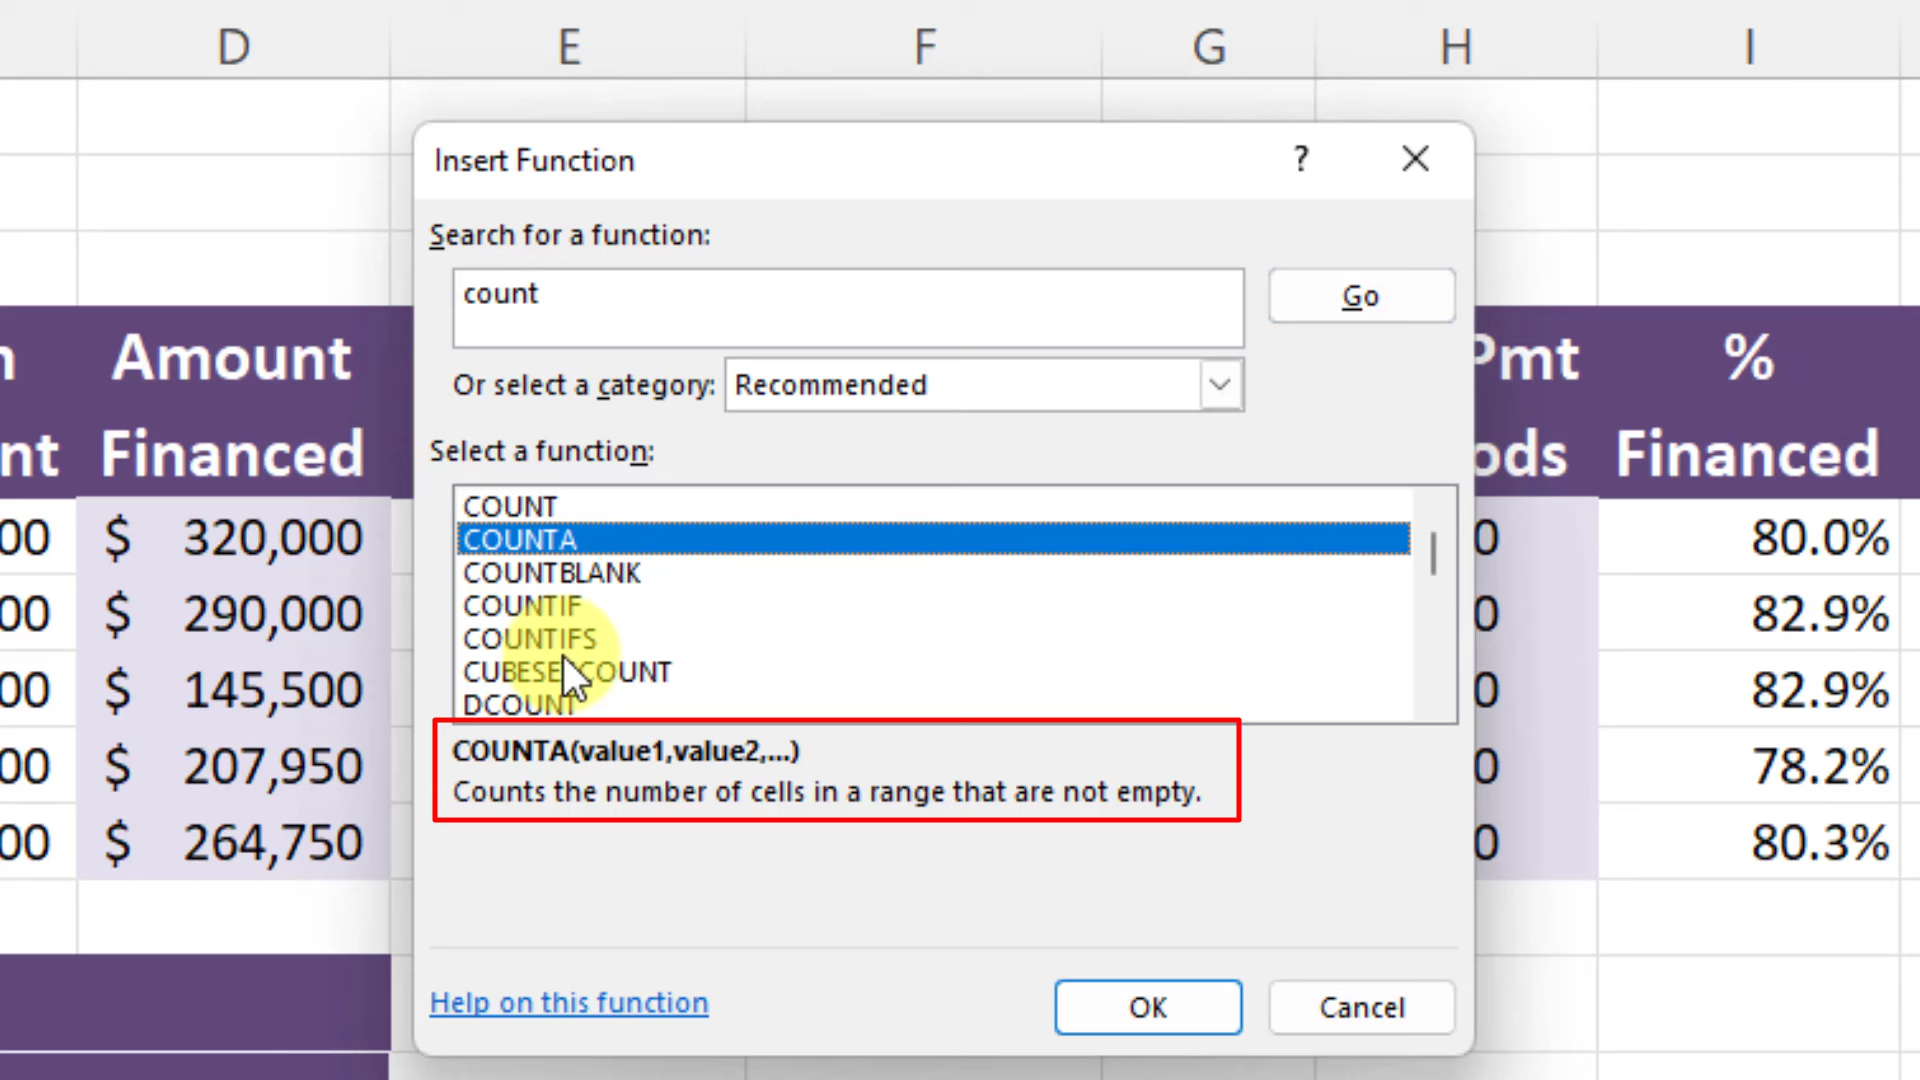 D E F G H I
Insert Function ?
Search for a function:
count
Go
Or select a category: Recommended
Select a function:
COUNT
COUNTA
COUNTBLANK
COUNTIF
COUNTIFS
DCOUNT
COUNTA(value1,value2,...)
Counts the number of cells in a range that are not empty.
Help on this function
OK
Cancel
Amount Pmt %
nt Financed ods Financed
00 $ 320,000 0 80.0%
00 $ 290,000 0 82.9%
00 $ 145,500 0 82.9%
00 $ 207,950 0 78.2%
00 $ 264,750 0 80.3%